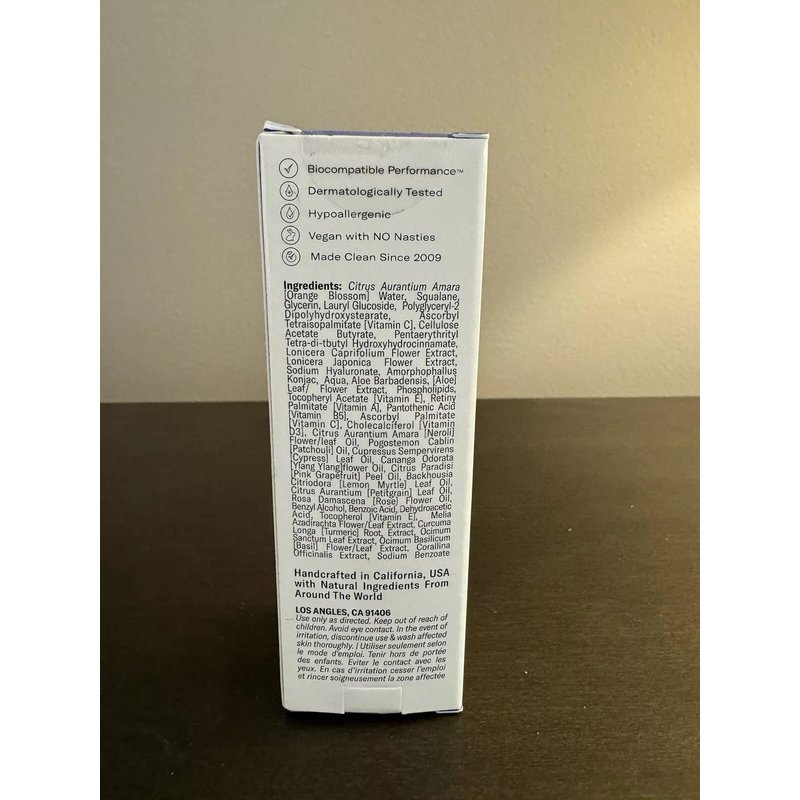 Biocompatible Performance™
Dermatologically Tested
Hypoallergenic
Vegan with NO Nasties
Made Clean Since 2009
Ingredients: Citrus Aurantium Amara
[Orange Blossom] Water, Squalane,
Glycerin, Lauryl Glucoside, Polyglyceryl-2
Dipolyhydroxystearate, Ascorbyl
Tetraisopalmitate [Vitamin C], Cellulose
Acetate Butyrate, Pentaerythrityl
Tetra-di-tbutyl Hydroxyhydrocinnamate,
Lonicera Caprifolium Flower Extract,
Lonicera Japonica Flower Extract,
Sodium Hyaluronate, Amorphophallus
Konjac, Aqua, Aloe Barbadensis, [Aloe]
Leaf/ Flower Extract, Phospholipids,
Tocopheryl Acetate [Vitamin E], Retiny
Palmitate [Vitamin A], Pantothenic Acid
[Vitamin B5], Ascorbyl Palmitate
[Vitamin C], Cholecalciferol [Vitamin
D3], Citrus Aurantium Amara [Neroli]
Flower/leaf Oil, Pogostemon Cablin
[Patchouli] Oil, Cupressus Sempervirens
[Cypress] Leaf Oil, Cananga Odorata
[Ylang Ylang]flower Oil, Citrus Paradisi
[Pink Grapefruit] Peel Oil, Backhousia
Citriodora [Lemon Myrtle] Leaf Oil,
Citrus Aurantium [Petitgrain] Leaf Oil,
Rosa Damascena [Rose] Flower Oil,
Benzyl Alcohol, Benzoic Acid, Dehydroacetic
Acid, Tocopherol [Vitamin E], Melia
Azadirachta Flower/Leaf Extract, Curcuma
Longa [Turmeric] Root, Extract, Ocimum
Sanctum Leaf Extract, Ocimum Basilicum
[Basil] Flower/Leaf Extract, Corallina
Officinalis Extract, Sodium Benzoate
Handcrafted in California, USA
with Natural Ingredients From
Around The World
LOS ANGLES, CA 91406
Use only as directed. Keep out of reach of
children. Avoid eye contact. In the event of
irritation, discontinue use & wash affected
skin thoroughly. | Utiliser seulement selon
le mode d'emploi. Tenir hors de portée
des enfants. Eviter le contact avec les
yeux. En cas d'irritation cesser l'emploi
et rincer soigneusement la zone affectée